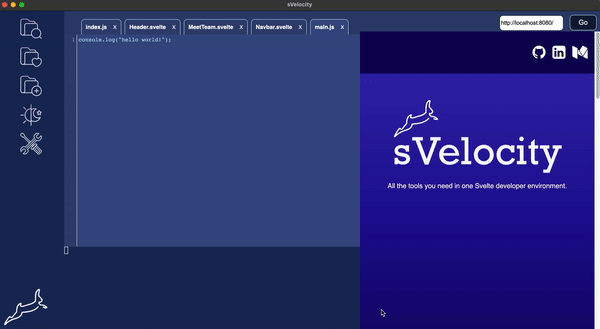 sVelocity
index.js X Header.svelte X MeetTeam.svelte X Navbar.svelte X main.js X
http://localhost:8080/ Go
1 console.log("hello world!");
sVelocity
All the tools you need in one Svelte developer environment.